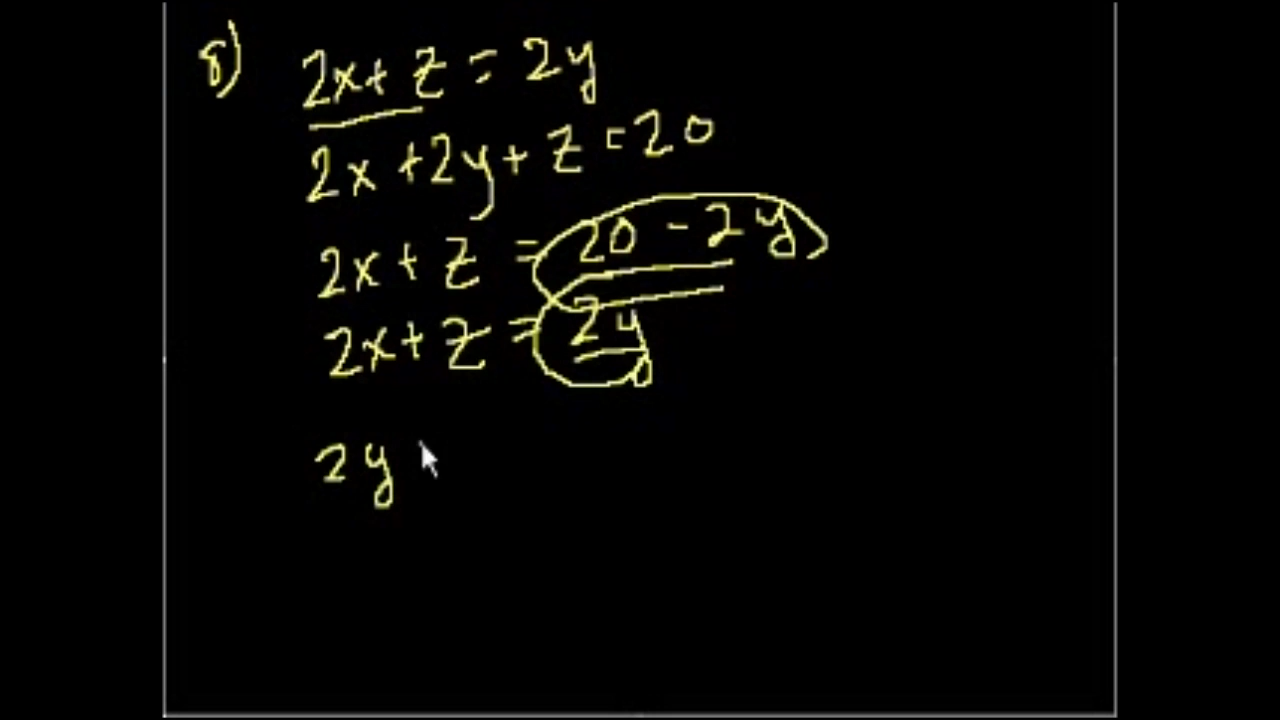 8) 2x + z = 2y
2x + 2y + z = 20
2x + z = 20 - 2y
2x + z = 2y
2y